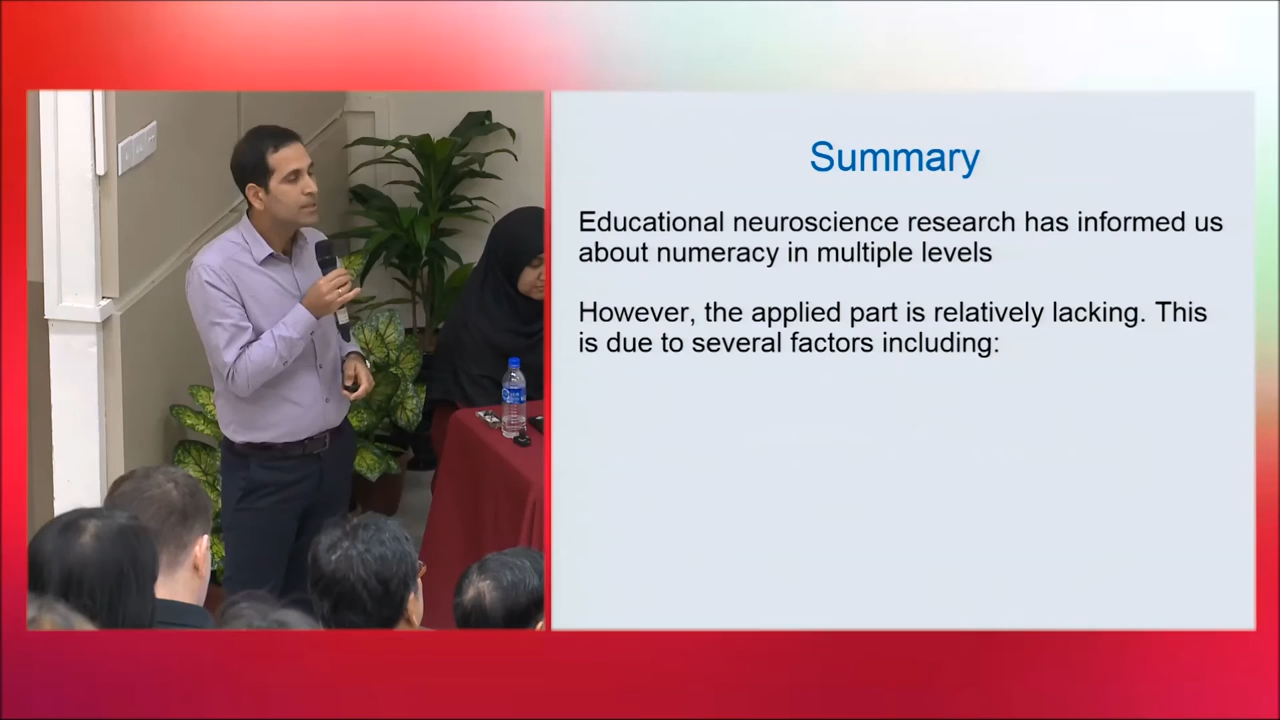 Summary
Educational neuroscience research has informed us
about numeracy in multiple levels
However, the applied part is relatively lacking. This
is due to several factors including: